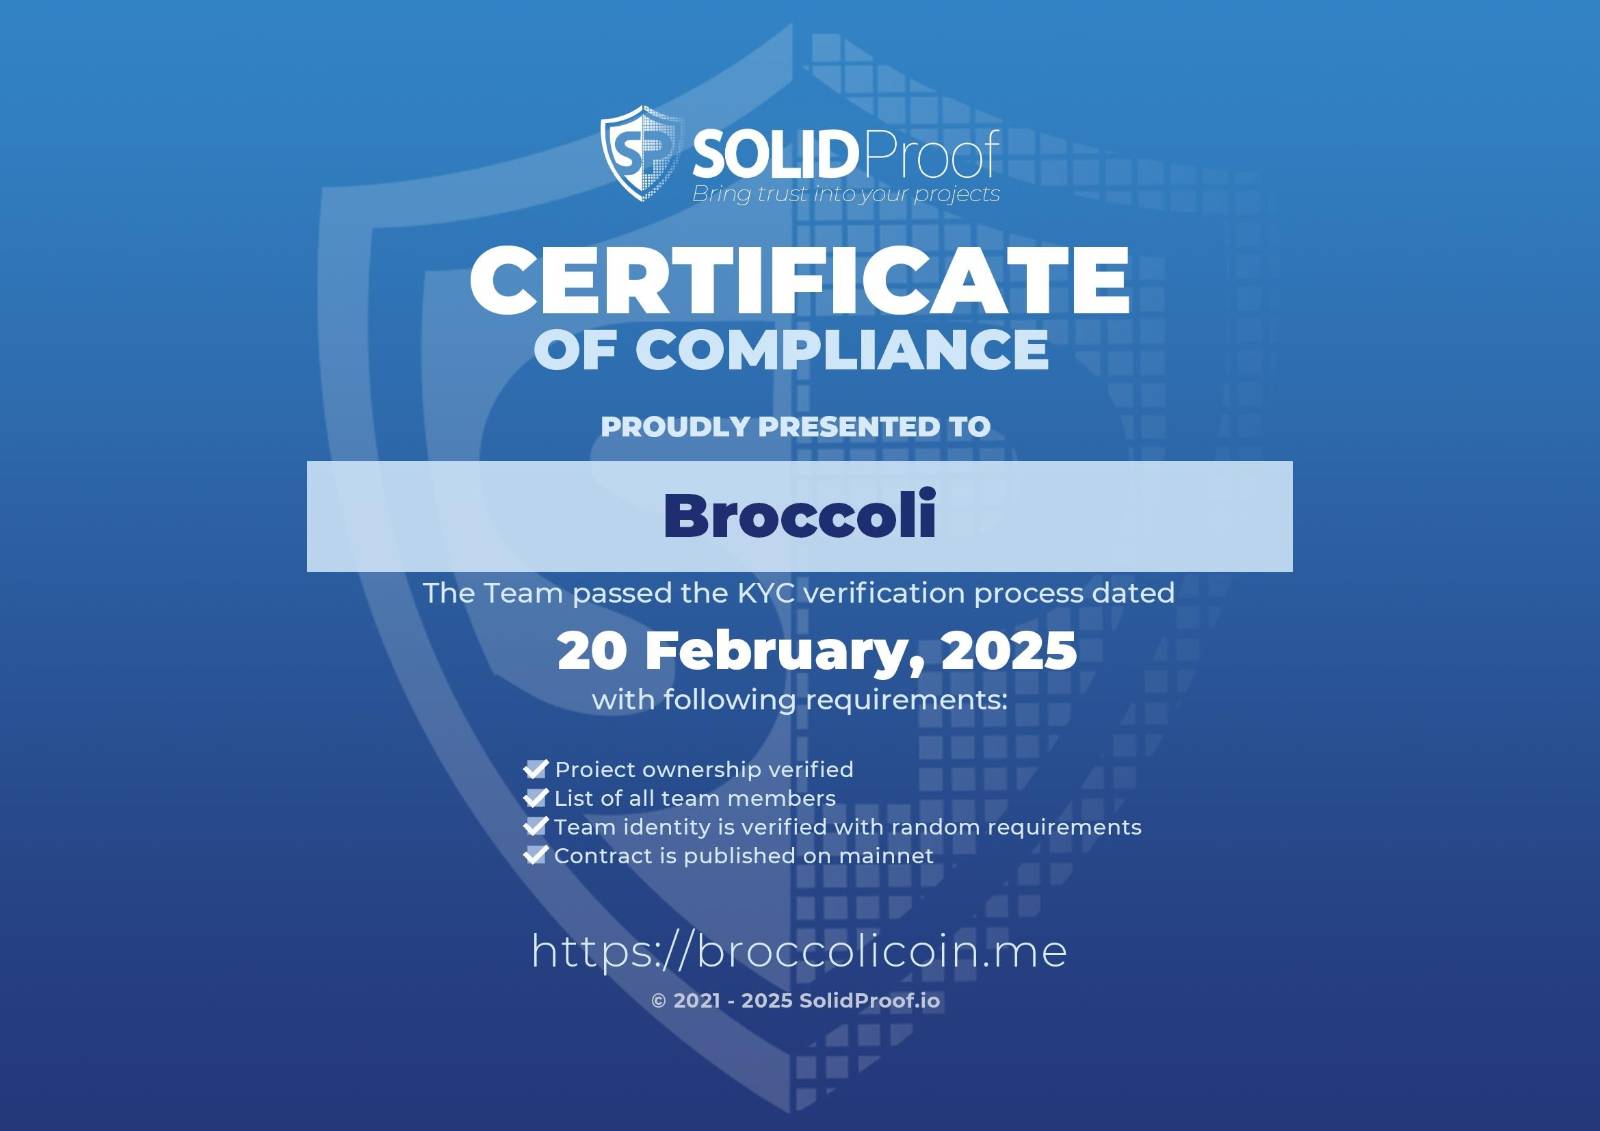 SP SOLIDProof
Bring trust into your projects
CERTIFICATE
OF COMPLIANCE
PROUDLY PRESENTED TO
Broccoli
The Team passed the KYC verification process dated
20 February, 2025
with following requirements:
Project ownership verified
List of all team members
Team identity is verified with random requirements
Contract is published on mainnet
https://broccolicoin.me
© 2021 - 2025 SolidProof.io